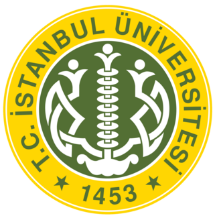 T.C. İSTANBUL ÜNİVERSİTESİ
★ 1453 ★